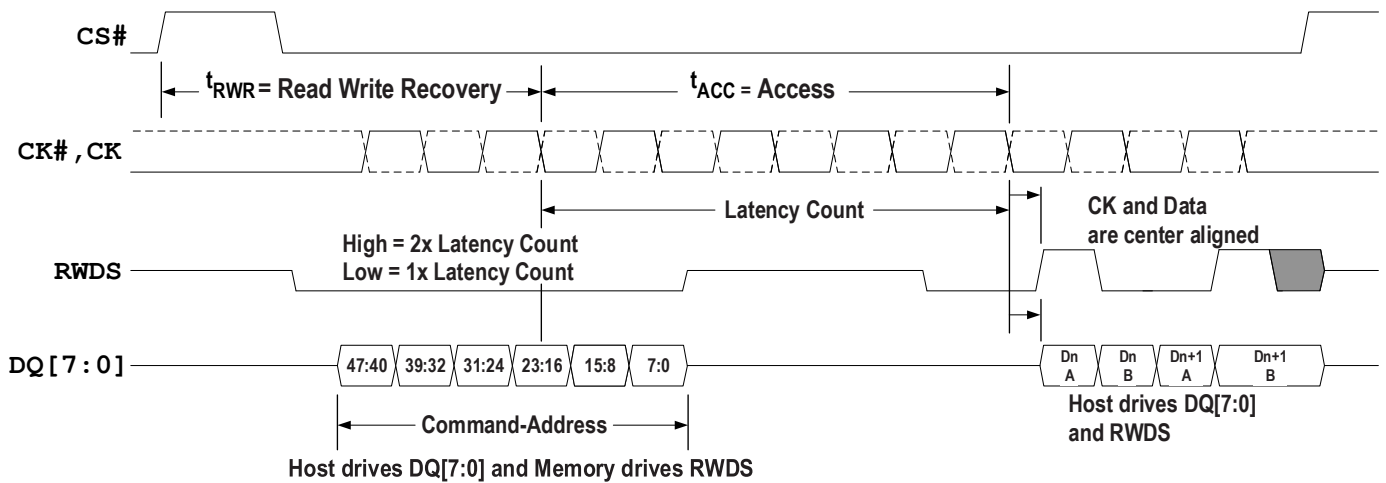 CS#
tRWR = Read Write Recovery
tACC = Access
CK#,CK
Latency Count
CK and Data
are center aligned
High = 2x Latency Count
Low = 1x Latency Count
RWDS
DQ[7:0]
47:40 39:32 31:24 23:16 15:8 7:0
Dn
A
Dn
B
Dn+1
A
Dn+1
B
Command-Address
Host drives DQ[7:0]
and RWDS
Host drives DQ[7:0] and Memory drives RWDS